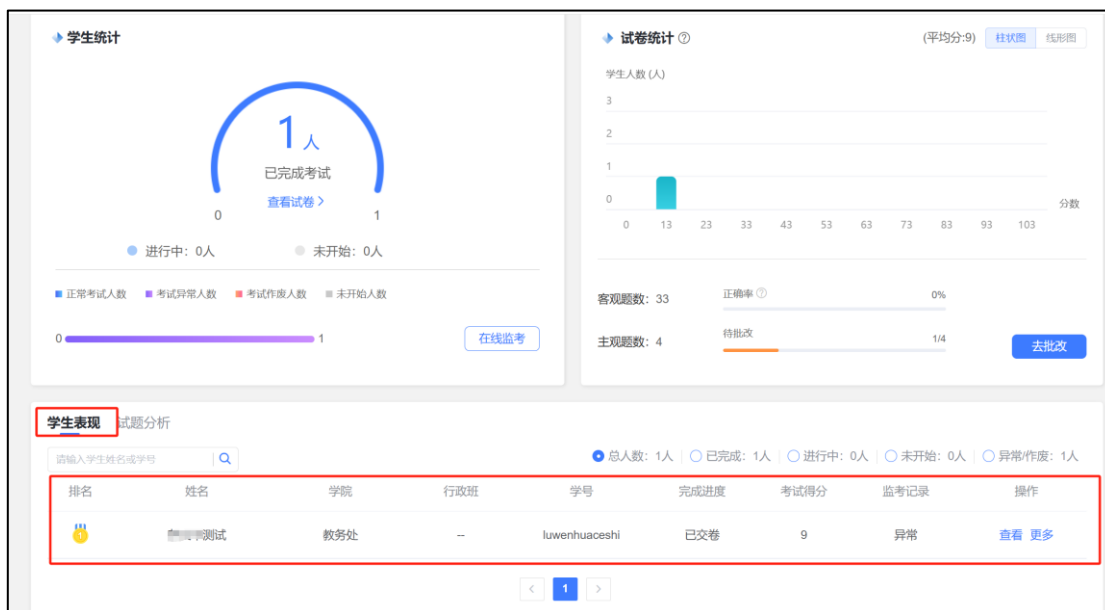 学生统计
1人
已完成考试
查看试卷>
0 1
进行中：0人 未开始：0人
正常考试人数 考试异常人数 考试作废人数 未开始人数
0 1 在线监考
试卷统计 (平均分:9) 柱状图 线形图
学生人数 (人)
3
2
1
0
分数
0 13 23 33 43 53 63 73 83 93 103
客观题数：33 正确率 0%
主观题数：4 待批改 1/4 去批改
学生表现 试题分析
请输入学生姓名或学号 总人数：1人 已完成：1人 进行中：0人 未开始：0人 异常/作废：1人
排名 姓名 学院 行政班 学号 完成进度 考试得分 监考记录 操作
1 测试 教务处 -- luwenhuaceshi 已交卷 9 异常 查看 更多
< 1 >